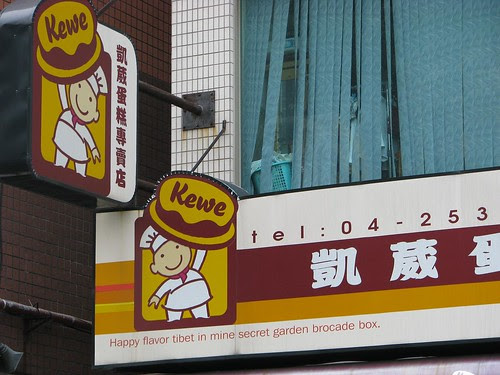 Kewe
凱葳蛋糕專賣店
Kewe
tel:04-253
凱葳蛋
Happy flavor tibet in mine secret garden brocade box.